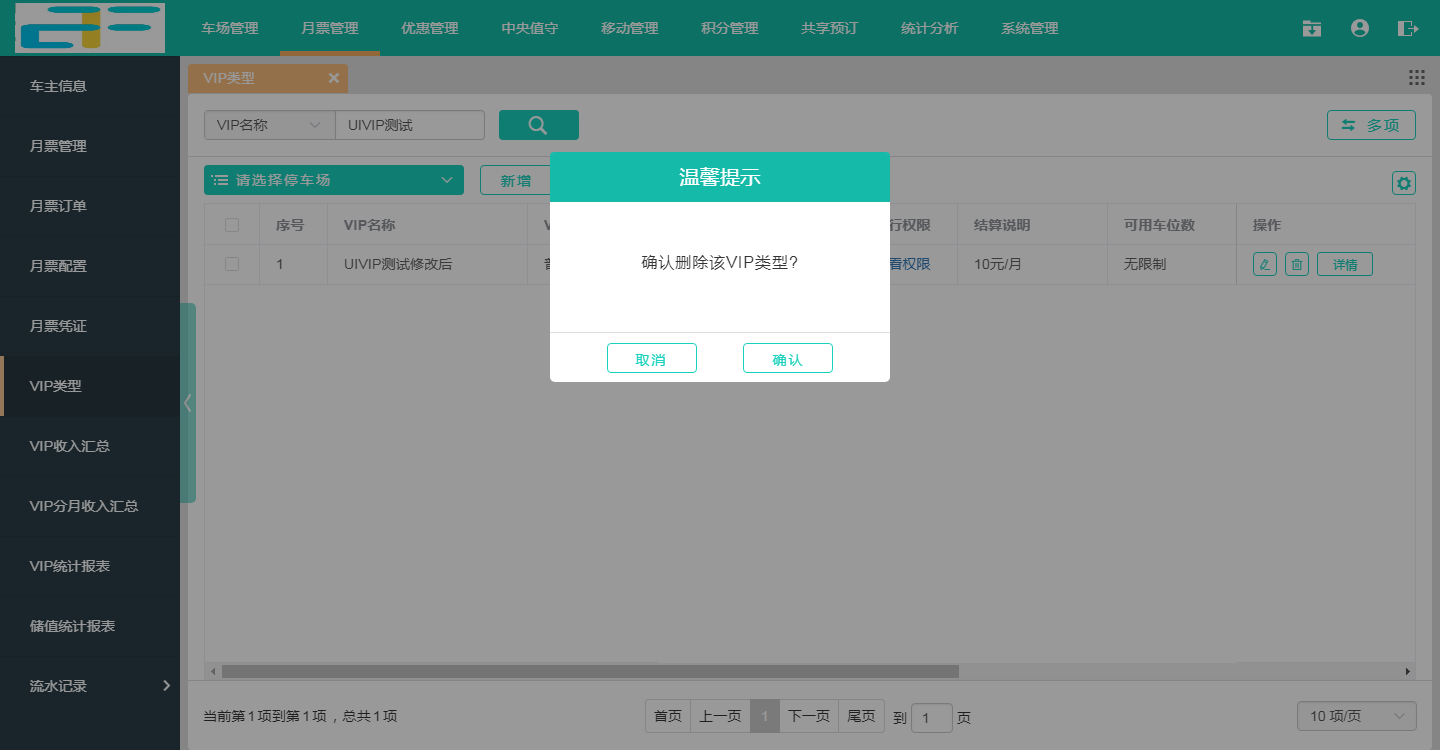 车场管理 月票管理 优惠管理 中央值守 移动管理 积分管理 共享预订 统计分析 系统管理
车主信息
月票管理
月票订单
月票配置
月票凭证
VIP类型
VIP收入汇总
VIP分月收入汇总
VIP统计报表
储值统计报表
流水记录
VIP类型
VIP名称 UIVIP测试 多项
请选择停车场 新增
序号 VIP名称 行权限 结算说明 可用车位数 操作
1 UIVIP测试修改后 看权限 10元/月 无限制 详情
温馨提示
确认删除该VIP类型?
取消 确认
当前第1项到第1项，总共1项 首页 上一页 1 下一页 尾页 到 1 页 10 项/页